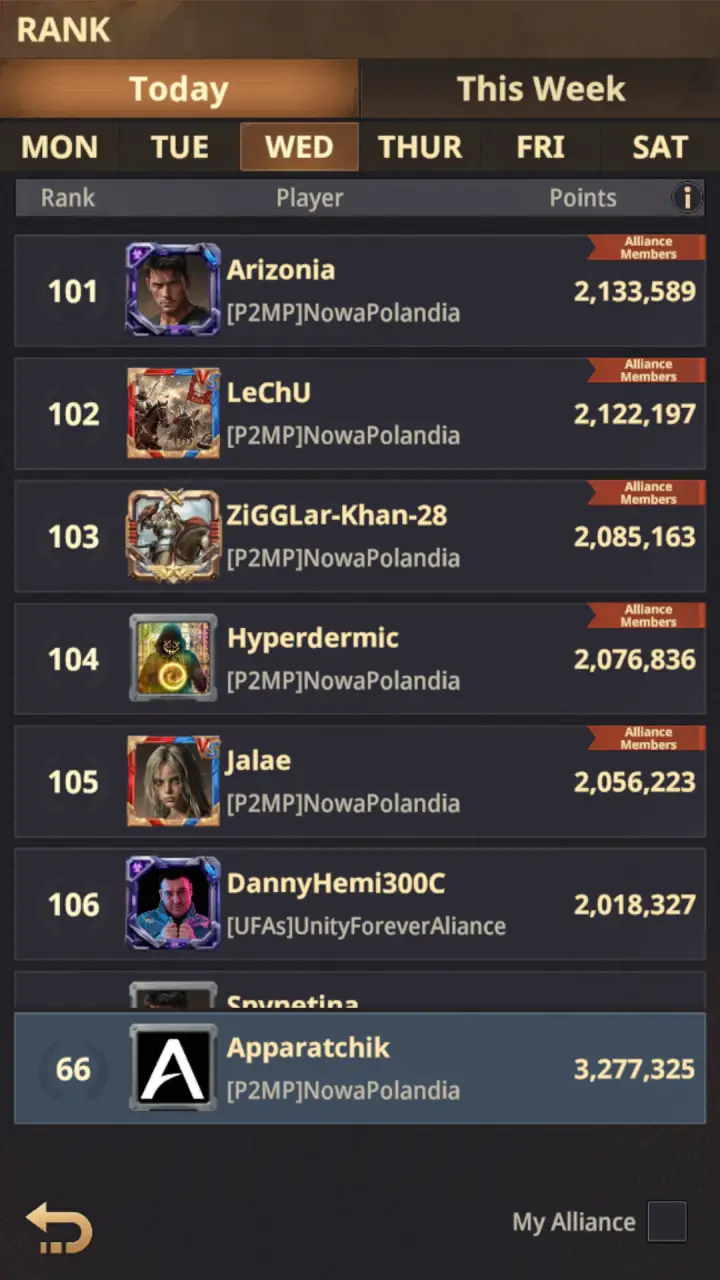 RANK
Today
This Week
MON
TUE
WED
THUR
FRI
SAT
Rank
Player
Points
i
Alliance
Members
101
Arizonia
[P2MP]NowaPolandia
2,133,589
Alliance
Members
102
LeChU
[P2MP]NowaPolandia
2,122,197
Alliance
Members
103
ZiGGLar-Khan-28
[P2MP]NowaPolandia
2,085,163
Alliance
Members
104
Hyperdermic
[P2MP]NowaPolandia
2,076,836
Alliance
Members
105
Jalae
[P2MP]NowaPolandia
2,056,223
106
DannyHemi300C
[UFAs]UnityForeverAliance
2,018,327
66
Apparatchik
[P2MP]NowaPolandia
3,277,325
My Alliance